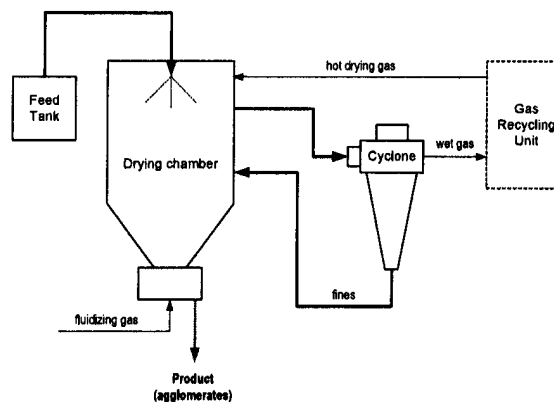 Feed
Tank
hot drying gas
Gas
Recycling
Unit
Drying chamber
Cyclone
wet gas
fines
fluidizing gas
Product
(agglomerates)